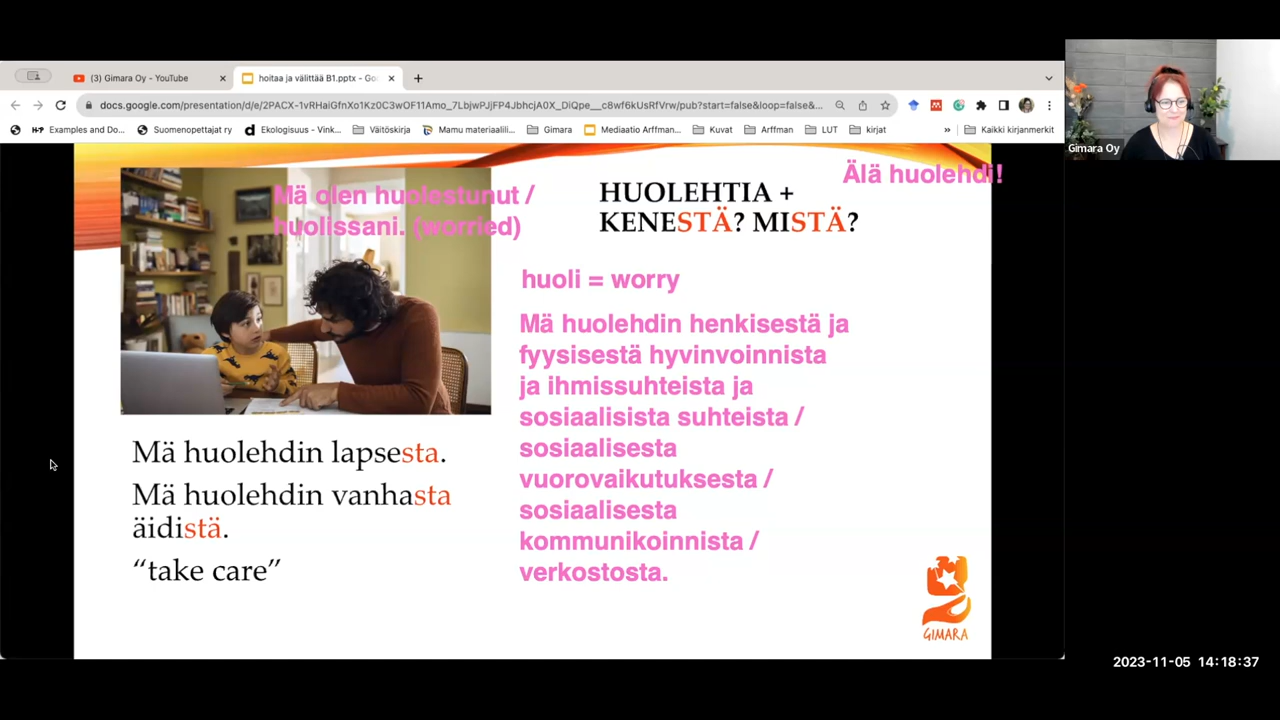 (3) Gimara Oy - YouTube
hoitaa ja välittää B1.pptx - Go
docs.google.com/presentation/d/e/2PACX-1vRHaiGfnXo1Kz0C3wOF11Amo_7LbjwPJjFP4JbhcjA0X_DiQpe__c8wf6kUsRfVrw/pub?start=false&loop=false&...
Examples and Do...
Suomenopettajat ry
Ekologisuus - Vink...
Väitöskirja
Mamu materiaalili...
Gimara
Mediaatio Arffman...
Kuvat
Arffman
LUT
kirjat
»
Kaikki kirjanmerkit
Gimara Oy
Älä huolehdi!
Mä olen huolestunut /
huolissani. (worried)
HUOLEHTIA +
KENESTÄ? MISTÄ?
huoli = worry
Mä huolehdin henkisestä ja
fyysisestä hyvinvoinnista
ja ihmissuhteista ja
sosiaalisista suhteista /
sosiaalisesta
vuorovaikutuksesta /
sosiaalisesta
kommunikoinnista /
verkostosta.
Mä huolehdin lapsesta.
Mä huolehdin vanhasta
äidistä.
“take care”
GIMARA
2023-11-05 14:18:37